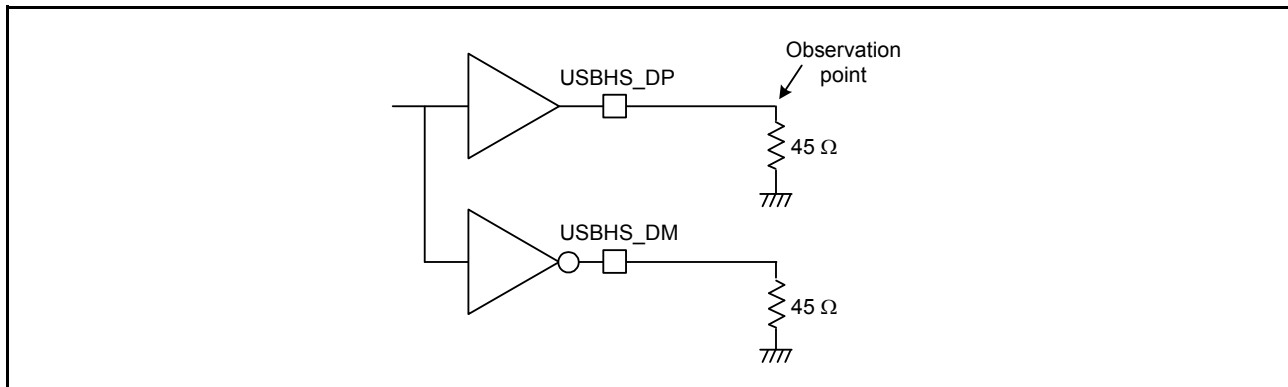 Observation
point
USBHS_DP
45 Ω
USBHS_DM
45 Ω